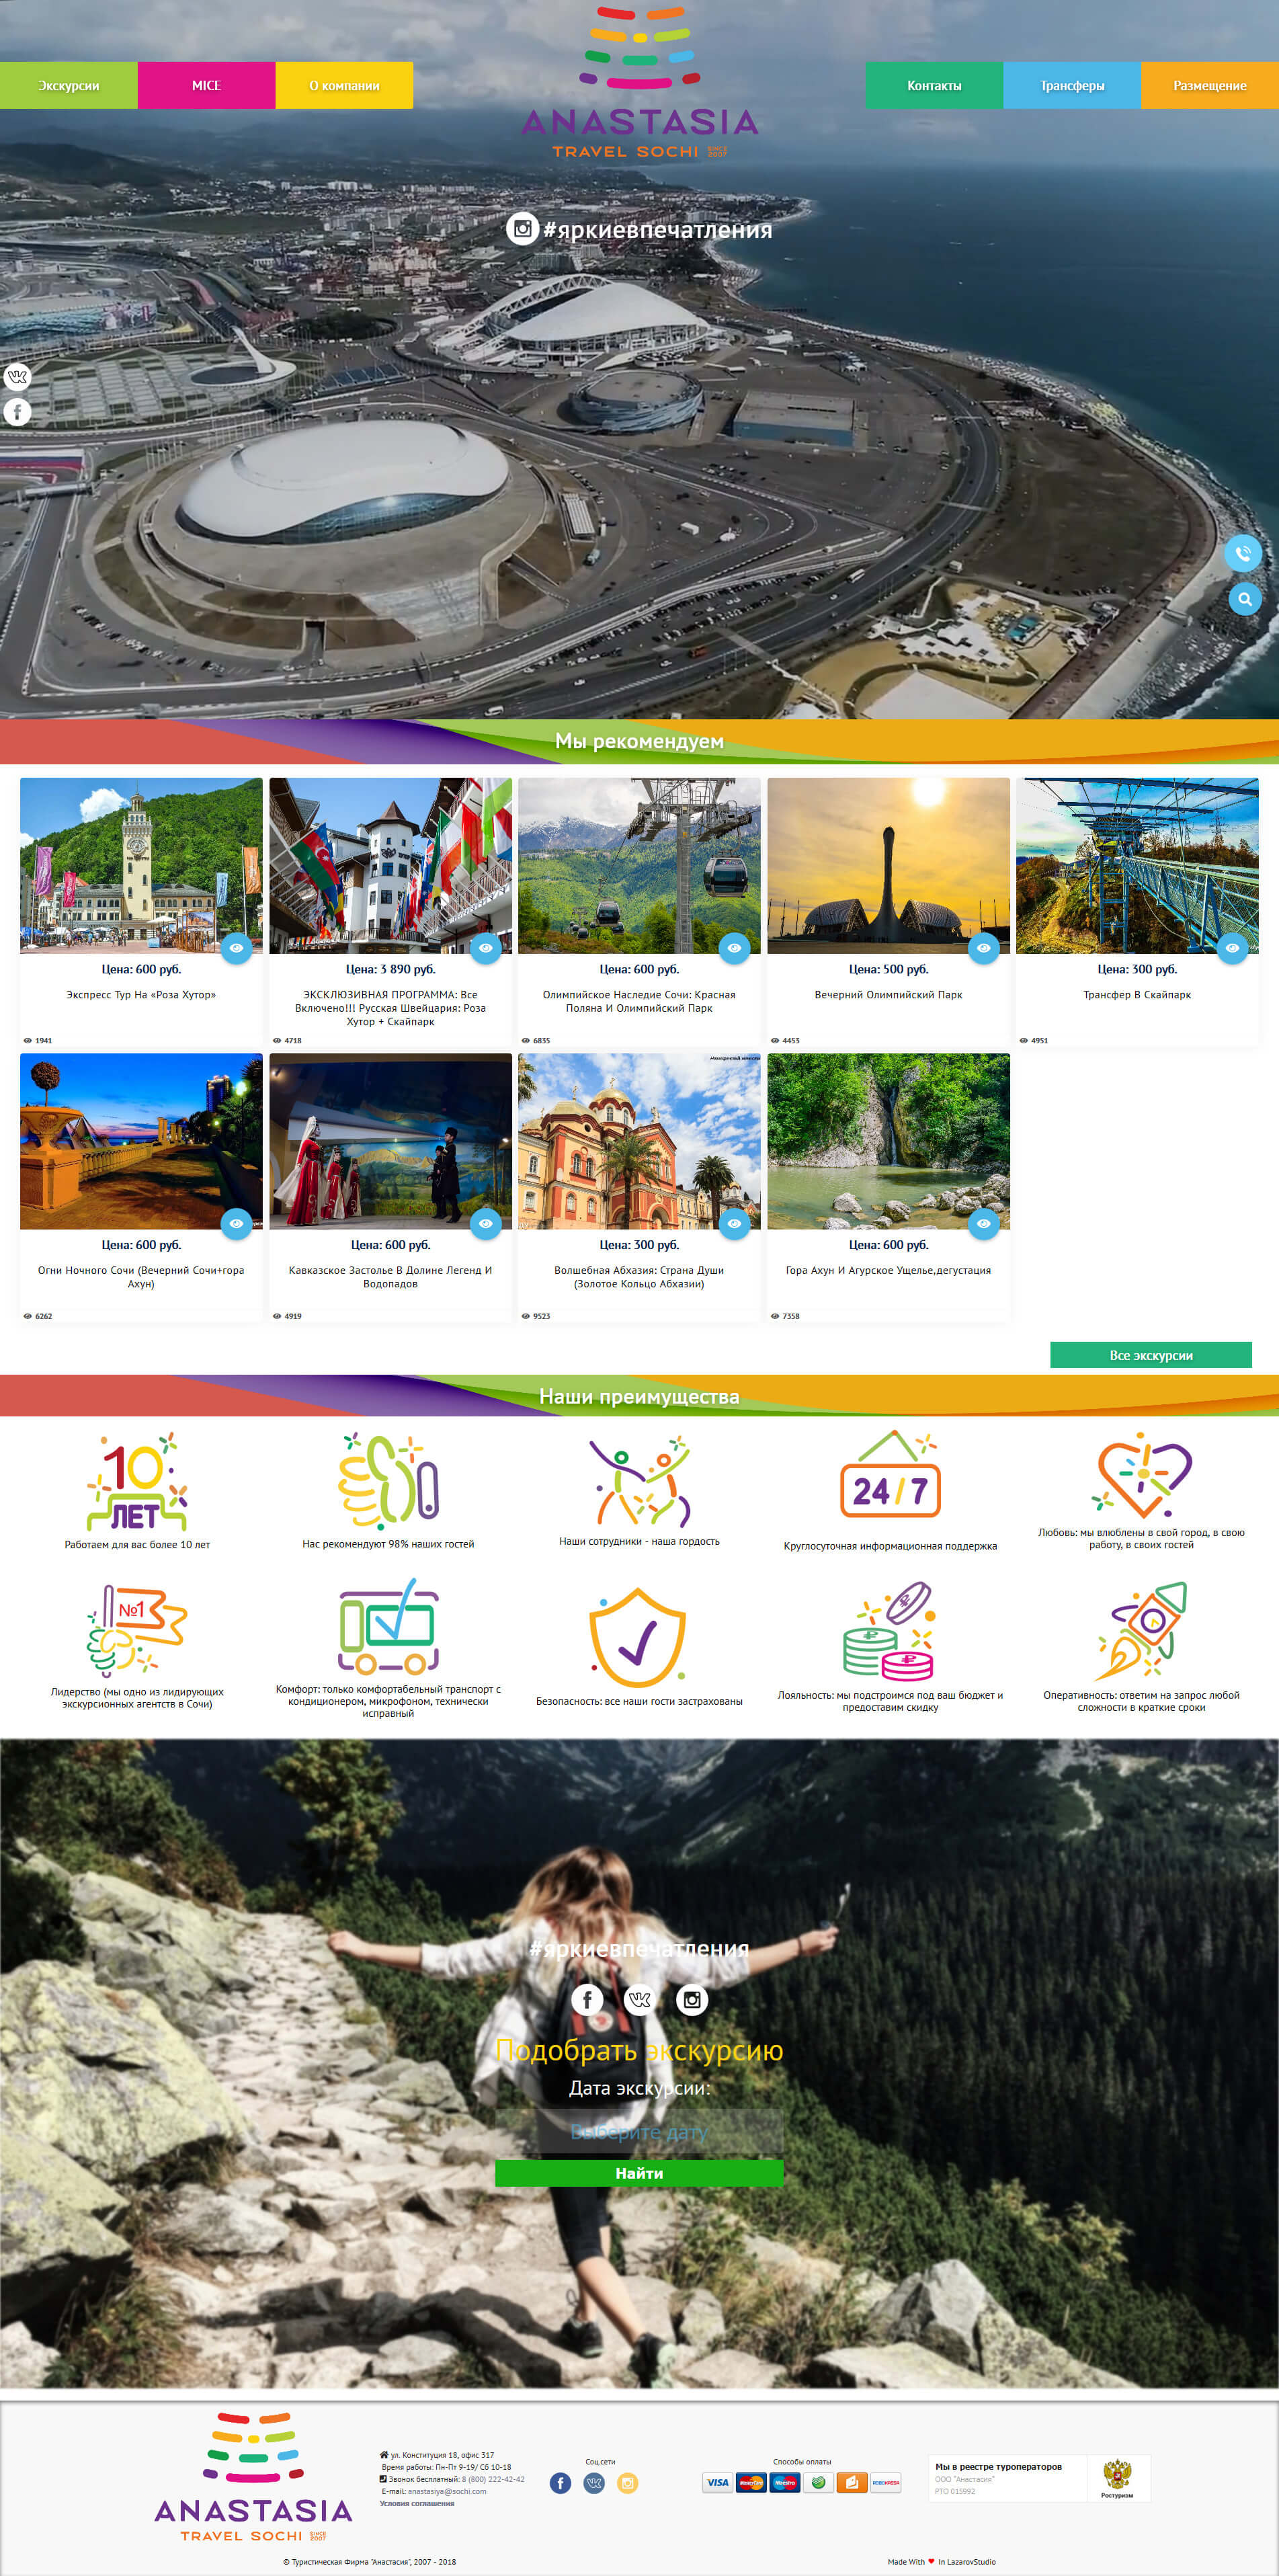 Экскурсии
MICE
О компании
ANASTASIA
TRAVEL SOCHI SINCE 2007
Контакты
Трансферы
Размещение
#яркиевпечатления
Мы рекомендуем
Цена: 600 руб.
Экспресс Тур На «Роза Хутор»
1941
Цена: 3 890 руб.
ЭКСКЛЮЗИВНАЯ ПРОГРАММА: Все
Включено!!! Русская Швейцария: Роза
Хутор + Скайпарк
4718
Цена: 600 руб.
Олимпийское Наследие Сочи: Красная
Поляна И Олимпийский Парк
6835
Цена: 500 руб.
Вечерний Олимпийский Парк
4453
Цена: 300 руб.
Трансфер В Скайпарк
4951
Цена: 600 руб.
Огни Ночного Сочи (Вечерний Сочи+гора
Ахун)
6262
Цена: 600 руб.
Кавказское Застолье В Долине Легенд И
Водопадов
4919
Цена: 300 руб.
Волшебная Абхазия: Страна Души
(Золотое Кольцо Абхазии)
9523
Цена: 600 руб.
Гора Ахун И Агурское Ущелье,дегустация
7358
Все экскурсии
Наши преимущества
10
ЛЕТ
Работаем для вас более 10 лет
Нас рекомендуют 98% наших гостей
Наши сотрудники - наша гордость
24/7
Круглосуточная информационная поддержка
Любовь: мы влюблены в свой город, в свою
работу, в своих гостей
№1
Лидерство (мы одно из лидирующих
экскурсионных агентств в Сочи)
Комфорт: только комфортабельный транспорт с
кондиционером, микрофоном, технически
исправный
Безопасность: все наши гости застрахованы
Лояльность: мы подстроимся под ваш бюджет и
предоставим скидку
Оперативность: ответим на запрос любой
сложности в краткие сроки
#яркиевпечатления
Подобрать экскурсию
Дата экскурсии:
Выберите дату
Найти
ANASTASIA
TRAVEL SOCHI SINCE 2007
ул. Конституция 18, офис 317
Время работы: Пн-Пт 9-19/ Сб 10-18
Звонок бесплатный: 8 (800) 222-42-42
E-mail: anastasiya@sochi.com
Условия соглашения
Соц.сети
Способы оплаты
VISA
MasterCard
Maestro
ROBOKASSA
Мы в реестре туроператоров
ООО "Анастасия"
РТО 015992
Ростуризм
© Туристическая Фирма "Анастасия", 2007 - 2018
Made With ❤ In LazarovStudio